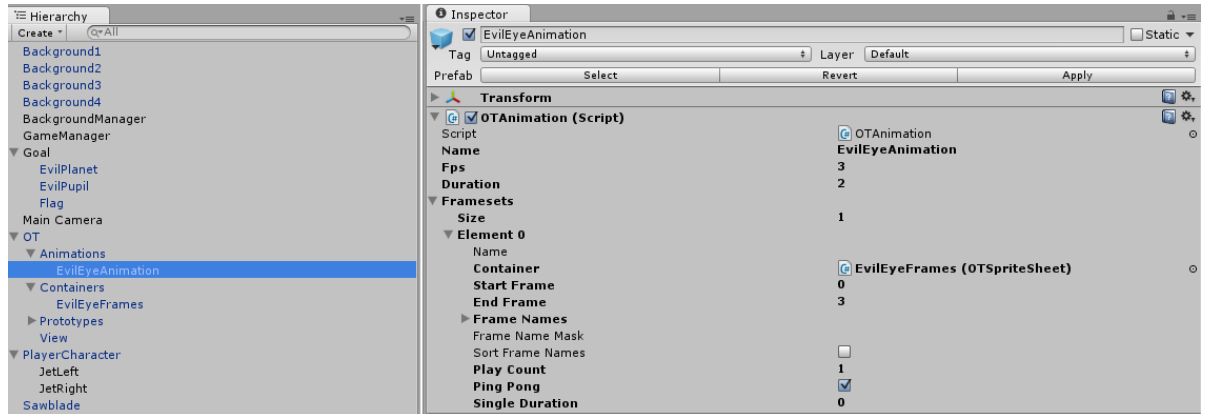 Hierarchy
Create
All
Background1
Background2
Background3
Background4
BackgroundManager
GameManager
Goal
EvilPlanet
EvilPupil
Flag
Main Camera
OT
Animations
EvilEyeAnimation
Containers
EvilEyeFrames
Prototypes
View
PlayerCharacter
JetLeft
JetRight
Sawblade
Inspector
EvilEyeAnimation Static
Tag Untagged Layer Default
Prefab Select Revert Apply
Transform
OTAnimation (Script)
Script OTAnimation
Name EvilEyeAnimation
Fps 3
Duration 2
Framesets
Size 1
Element 0
Name
Container EvilEyeFrames (OTSpriteSheet)
Start Frame 0
End Frame 3
Frame Names
Frame Name Mask
Sort Frame Names
Play Count 1
Ping Pong
Single Duration 0